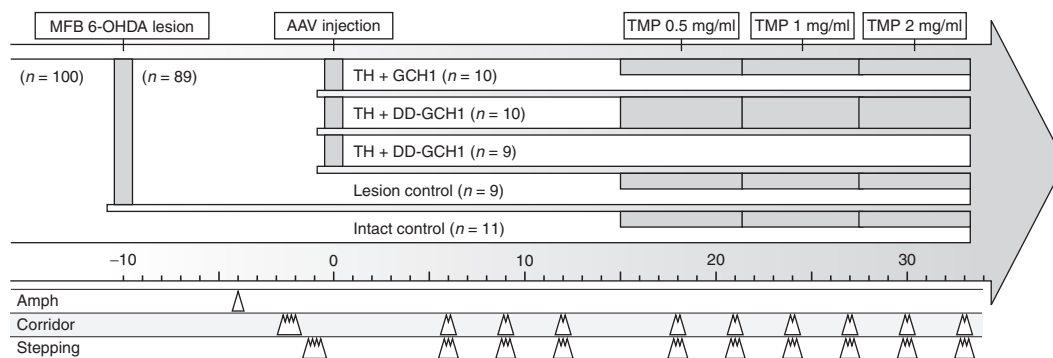 MFB 6-OHDA lesion AAV injection TMP 0.5 mg/ml TMP 1 mg/ml TMP 2 mg/ml
(n = 100) (n = 89) TH + GCH1 (n = 10)
TH + DD-GCH1 (n = 10)
TH + DD-GCH1 (n = 9)
Lesion control (n = 9)
Intact control (n = 11)
−10 0 10 20 30
Amph
Corridor
Stepping